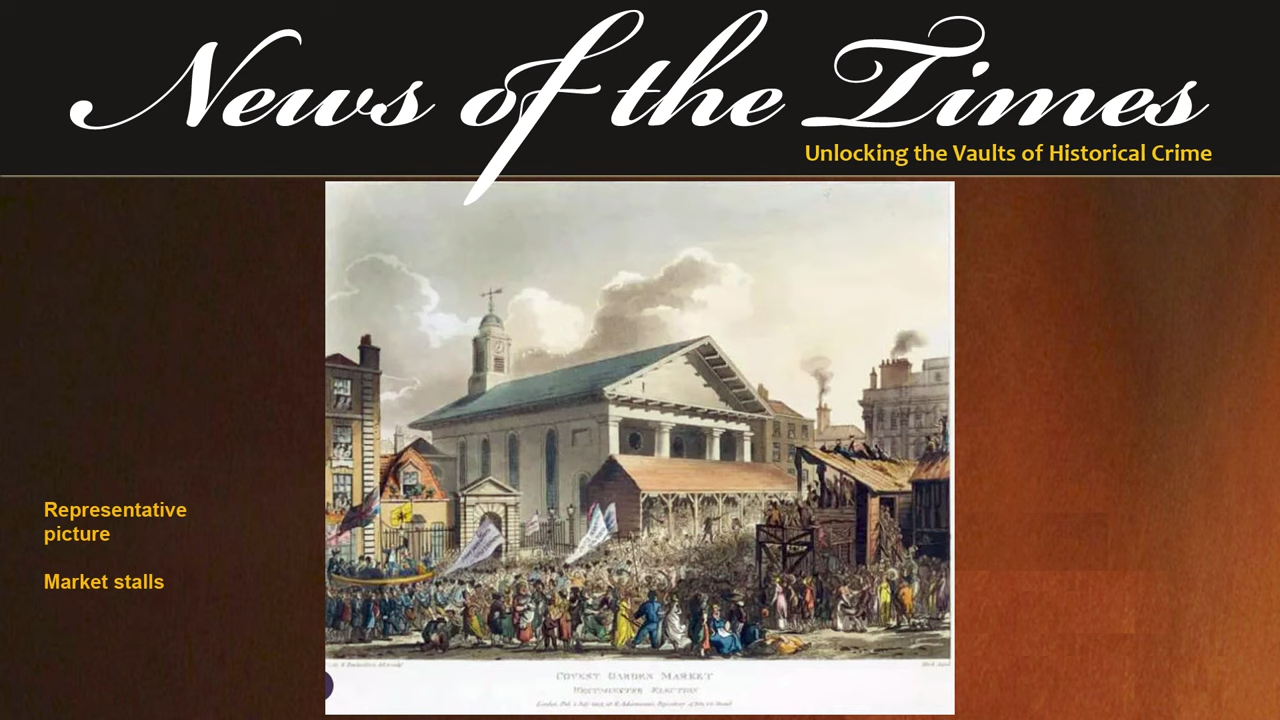 News of the Times
Unlocking the Vaults of Historical Crime
Representative
picture
Market stalls
COVENT GARDEN MARKET
WESTMINSTER ELECTION